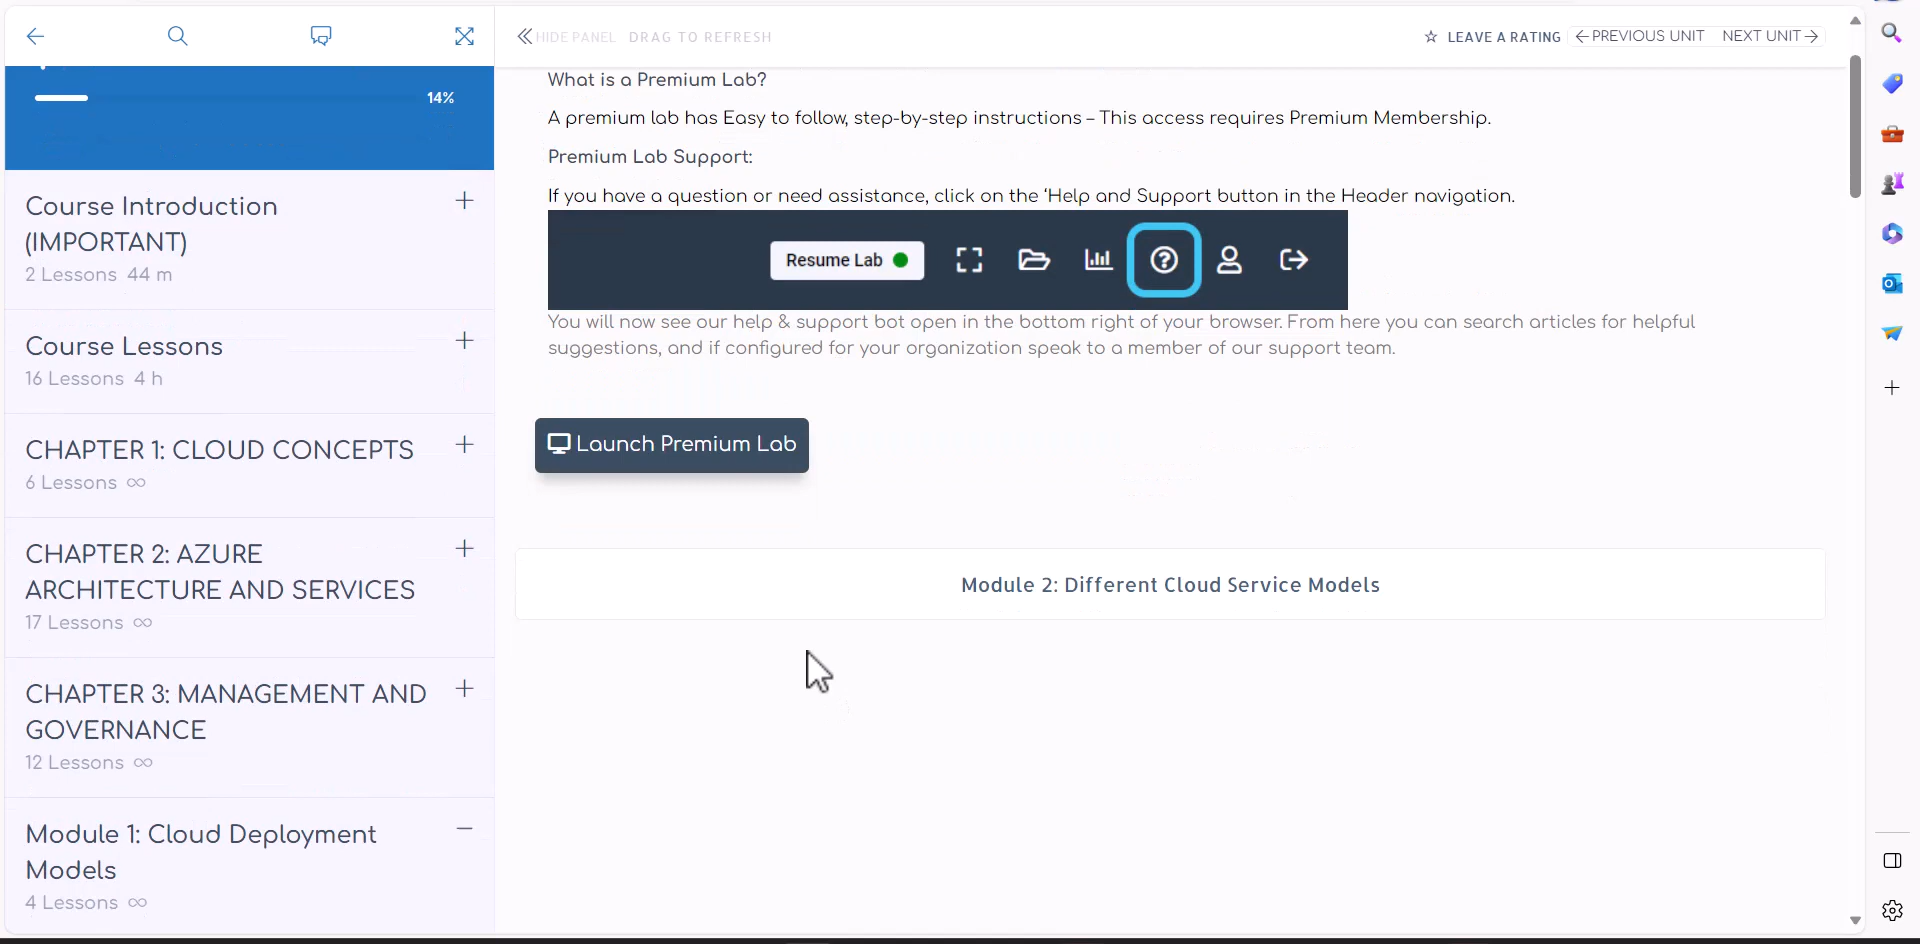 14%
Course Introduction
(IMPORTANT)
2 Lessons 44 m
Course Lessons
16 Lessons 4 h
CHAPTER 1: CLOUD CONCEPTS
6 Lessons ∞
CHAPTER 2: AZURE
ARCHITECTURE AND SERVICES
17 Lessons ∞
CHAPTER 3: MANAGEMENT AND
GOVERNANCE
12 Lessons ∞
Module 1: Cloud Deployment
Models
4 Lessons ∞
HIDE PANEL DRAG TO REFRESH
LEAVE A RATING PREVIOUS UNIT NEXT UNIT
What is a Premium Lab?
A premium lab has Easy to follow, step-by-step instructions – This access requires Premium Membership.
Premium Lab Support:
If you have a question or need assistance, click on the ‘Help and Support button in the Header navigation.
Resume Lab
You will now see our help & support bot open in the bottom right of your browser. From here you can search articles for helpful
suggestions, and if configured for your organization speak to a member of our support team.
Launch Premium Lab
Module 2: Different Cloud Service Models